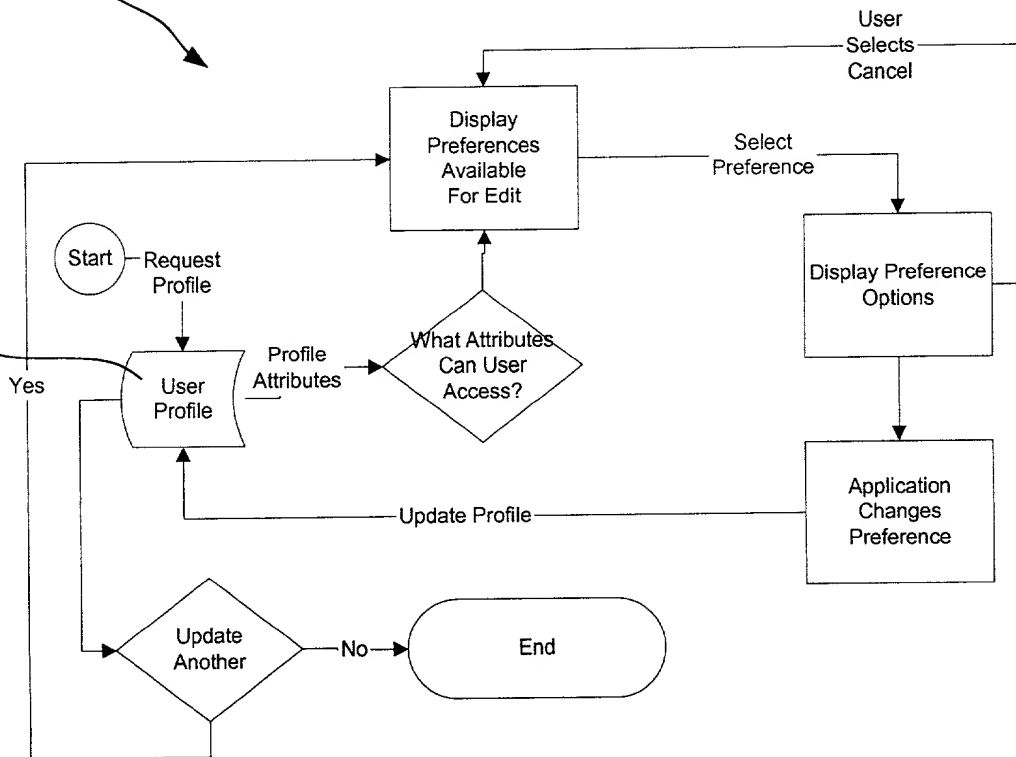 User
Selects
Cancel
Display
Preferences
Available
For Edit
Select
Preference
Start
Request
Profile
Display Preference
Options
What Attributes
Can User
Access?
Profile
Attributes
Yes
User
Profile
Application
Changes
Preference
Update Profile
Update
Another
No
End